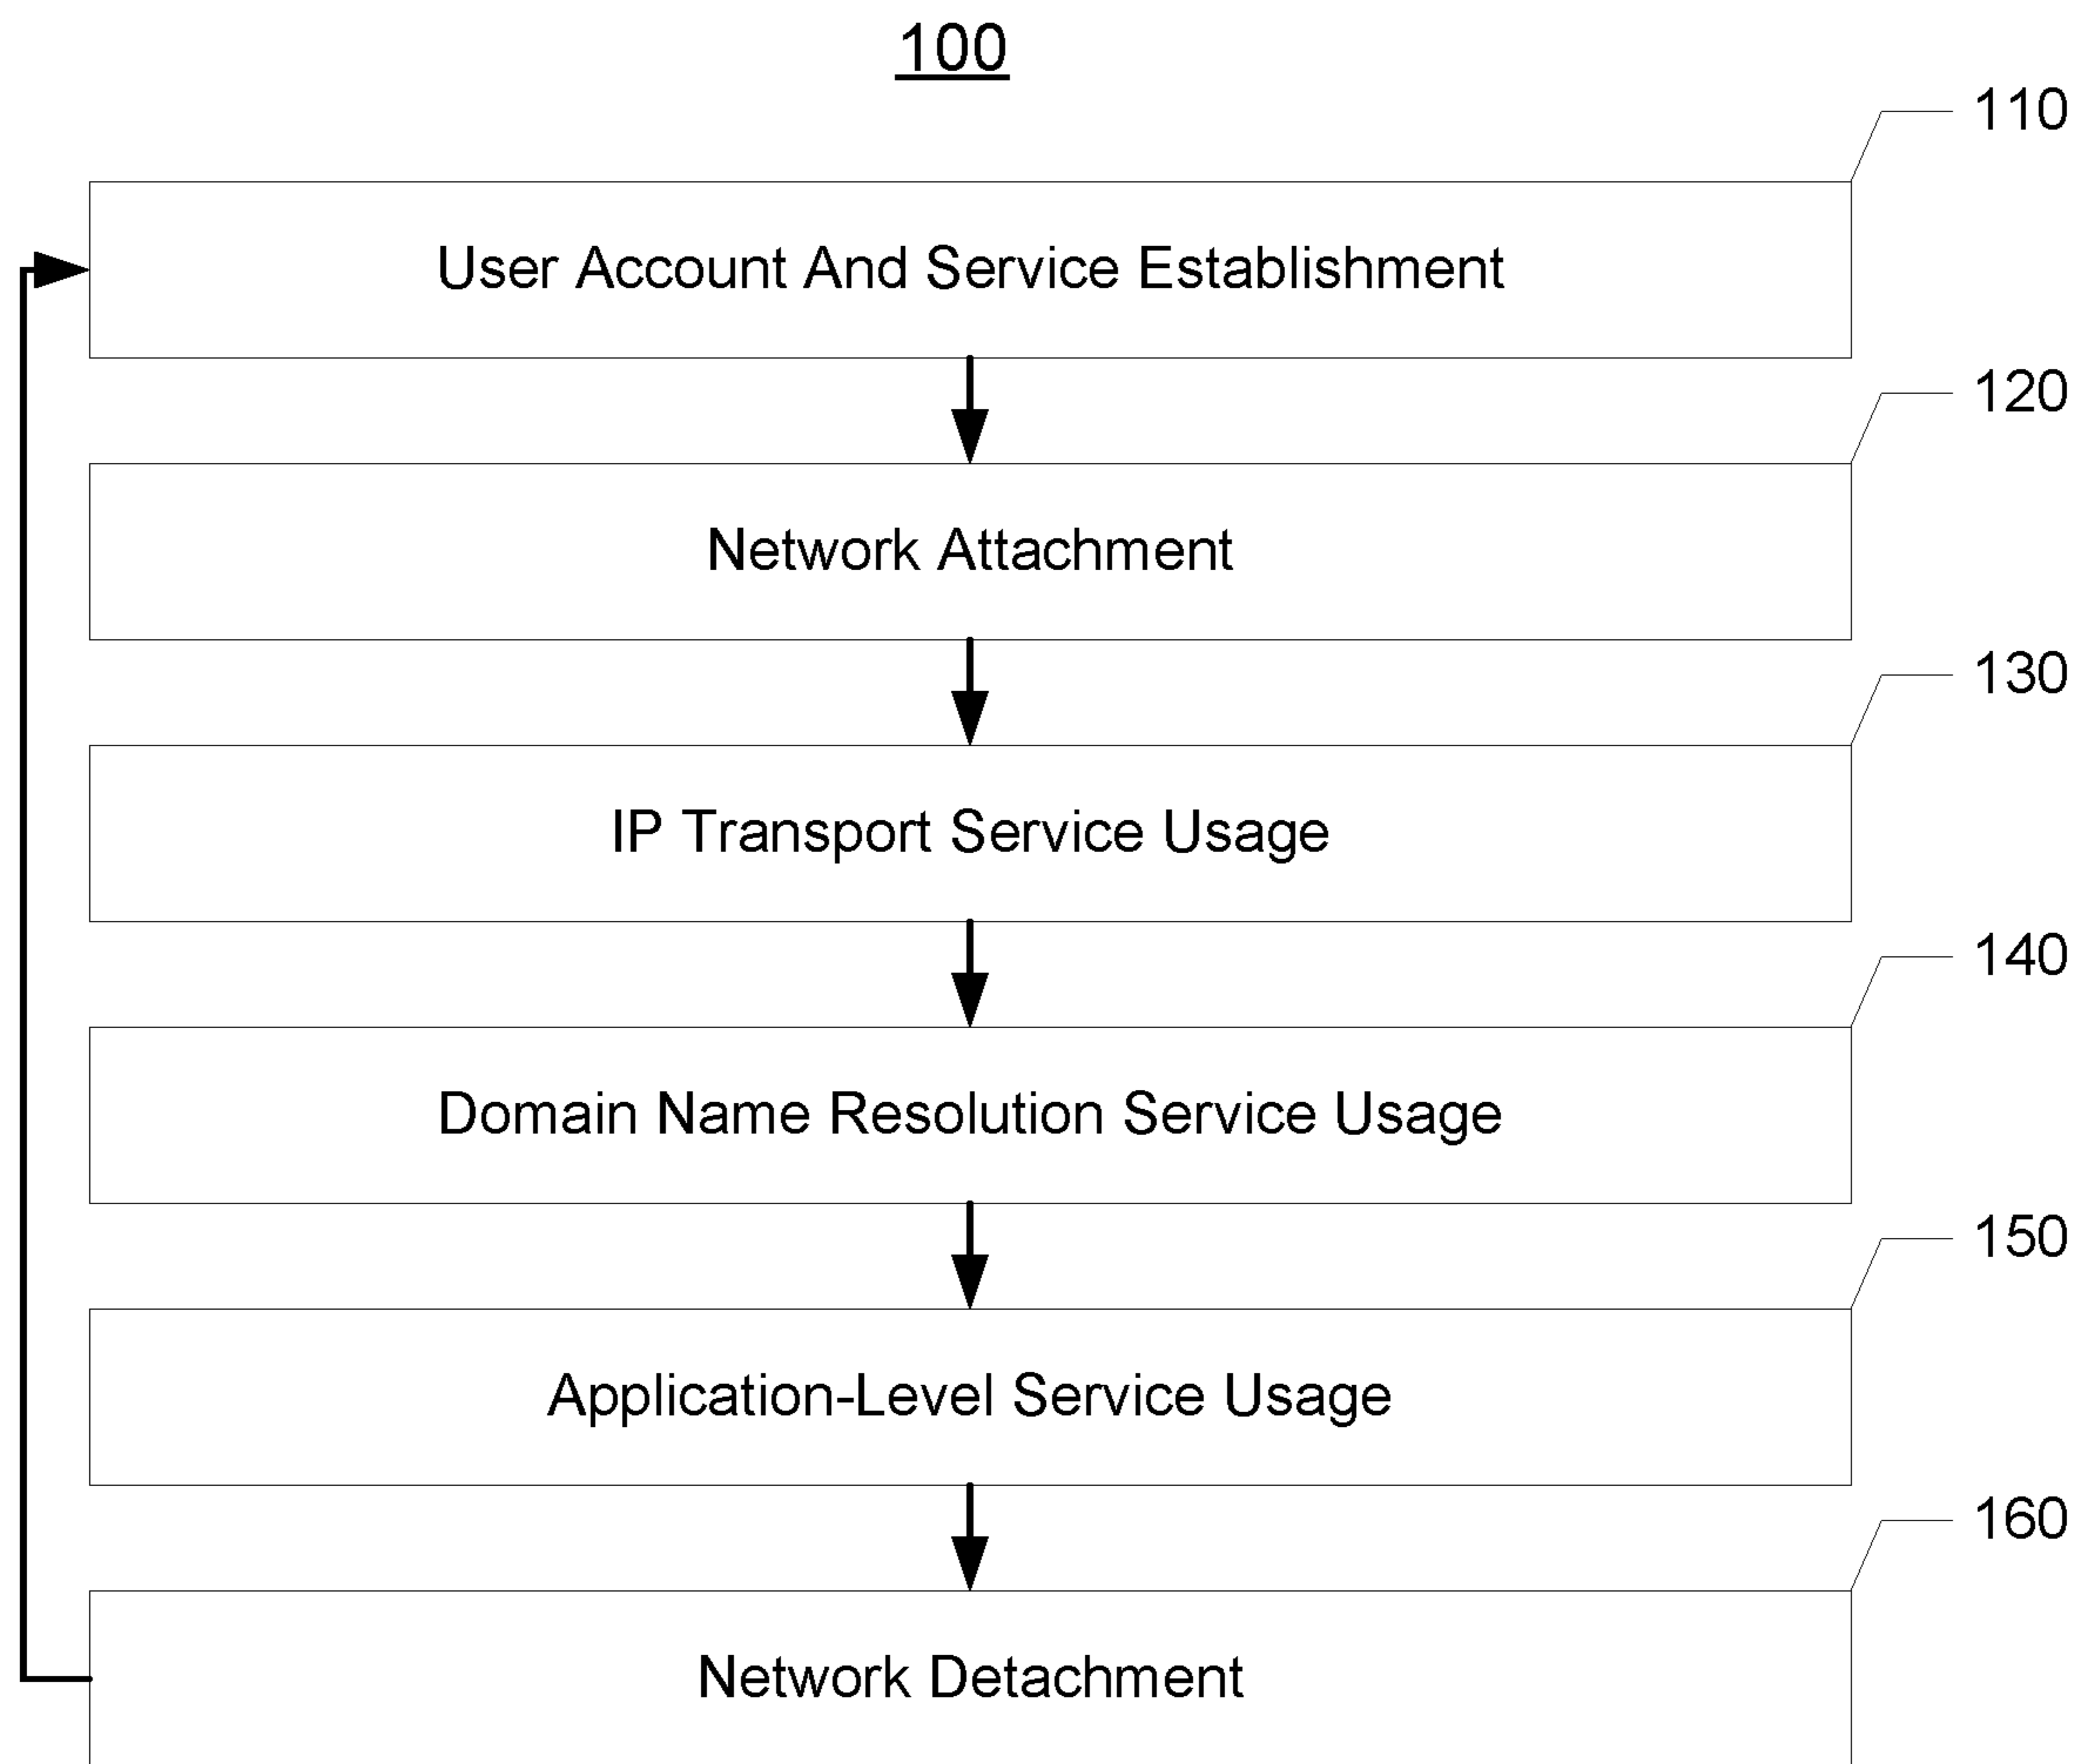 100
110
User Account And Service Establishment
120
Network Attachment
130
IP Transport Service Usage
140
Domain Name Resolution Service Usage
150
Application-Level Service Usage
160
Network Detachment